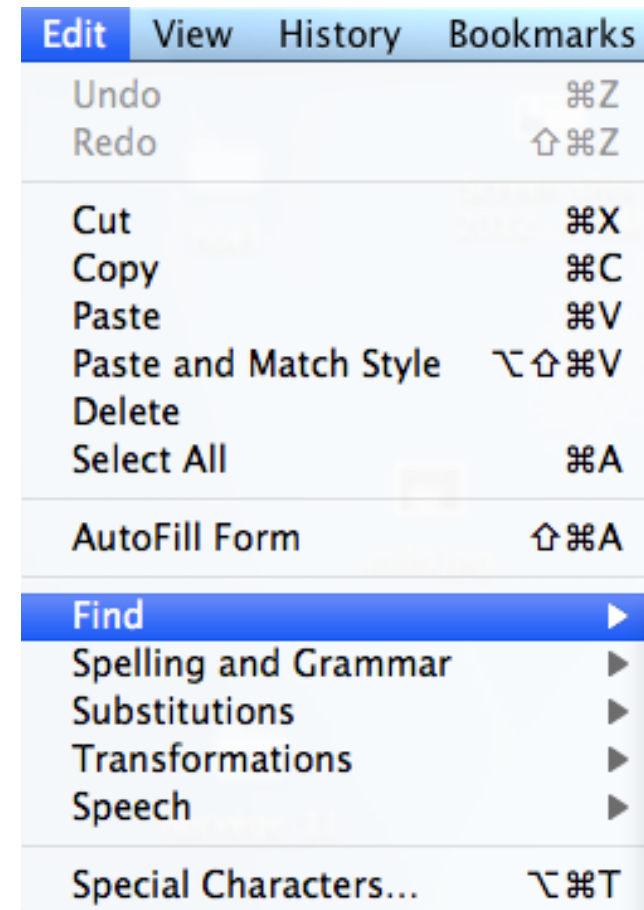 Edit View History Bookmarks
Undo ⌘Z
Redo ⇧⌘Z
Cut ⌘X
Copy ⌘C
Paste ⌘V
Paste and Match Style ⌥⇧⌘V
Delete
Select All ⌘A
AutoFill Form ⇧⌘A
Find ▶
Spelling and Grammar ▶
Substitutions ▶
Transformations ▶
Speech ▶
Special Characters... ⌥⌘T